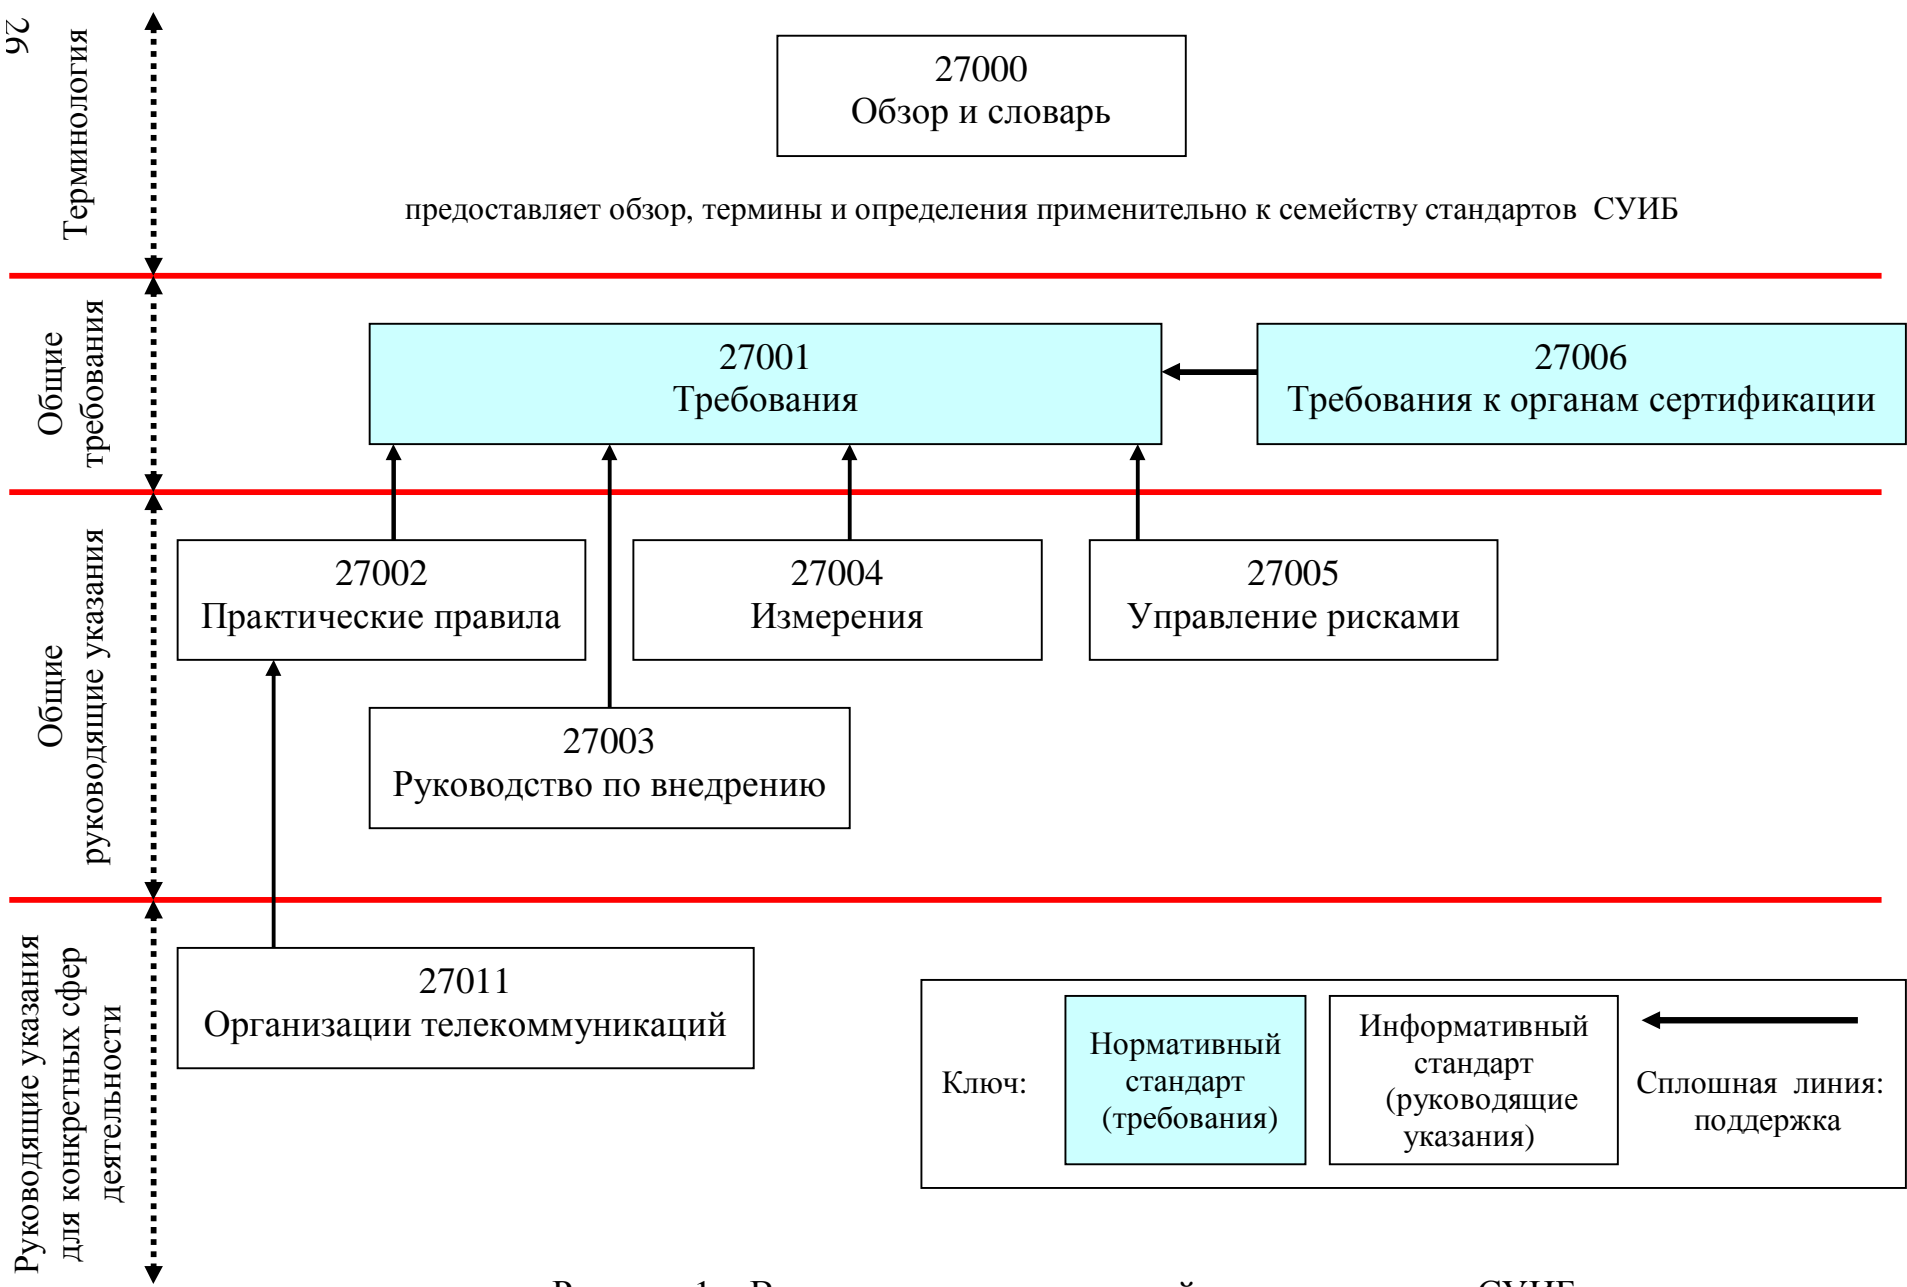 26
Терминология
27000
Обзор и словарь
предоставляет обзор, термины и определения применительно к семейству стандартов СУИБ
Общие
требования
27001
Требования
27006
Требования к органам сертификации
Общие
руководящие указания
27002
Практические правила
27004
Измерения
27005
Управление рисками
27003
Руководство по внедрению
Руководящие указания
для конкретных сфер
деятельности
27011
Организации телекоммуникаций
Ключ:
Нормативный
стандарт
(требования)
Информативный
стандарт
(руководящие
указания)
Сплошная линия:
поддержка